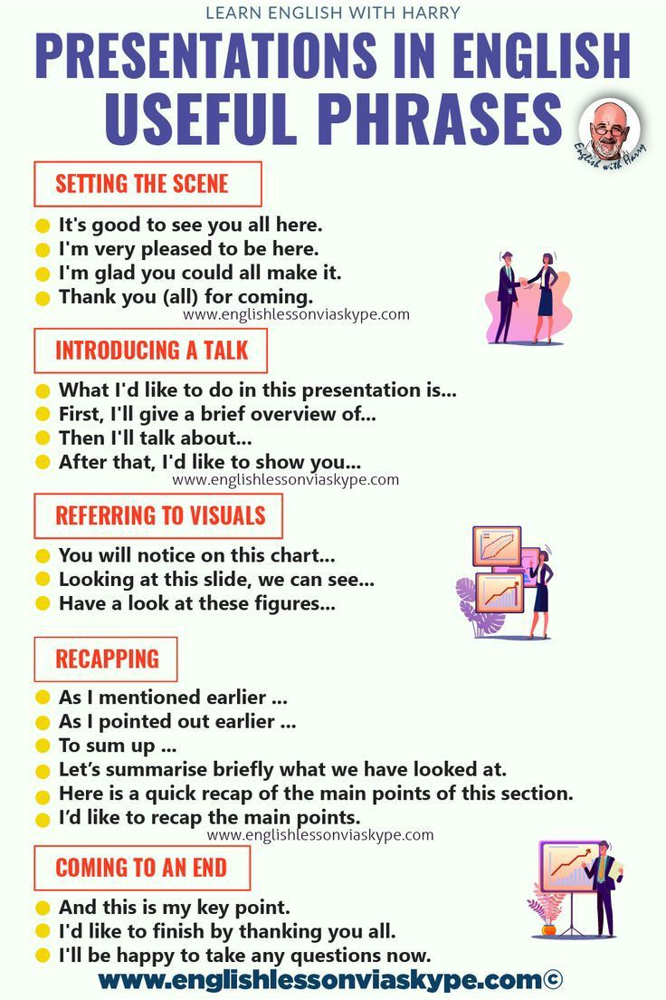 LEARN ENGLISH WITH HARRY
PRESENTATIONS IN ENGLISH
USEFUL PHRASES
English with Harry
SETTING THE SCENE
It's good to see you all here.
I'm very pleased to be here.
I'm glad you could all make it.
Thank you (all) for coming.
www.englishlessonviaskype.com
INTRODUCING A TALK
What I'd like to do in this presentation is...
First, I'll give a brief overview of...
Then I'll talk about...
After that, I'd like to show you...
www.englishlessonviaskype.com
REFERRING TO VISUALS
You will notice on this chart...
Looking at this slide, we can see...
Have a look at these figures...
RECAPPING
As I mentioned earlier ...
As I pointed out earlier ...
To sum up ...
Let’s summarise briefly what we have looked at.
Here is a quick recap of the main points of this section.
I’d like to recap the main points.
www.englishlessonviaskype.com
COMING TO AN END
And this is my key point.
I'd like to finish by thanking you all.
I'll be happy to take any questions now.
www.englishlessonviaskype.com©